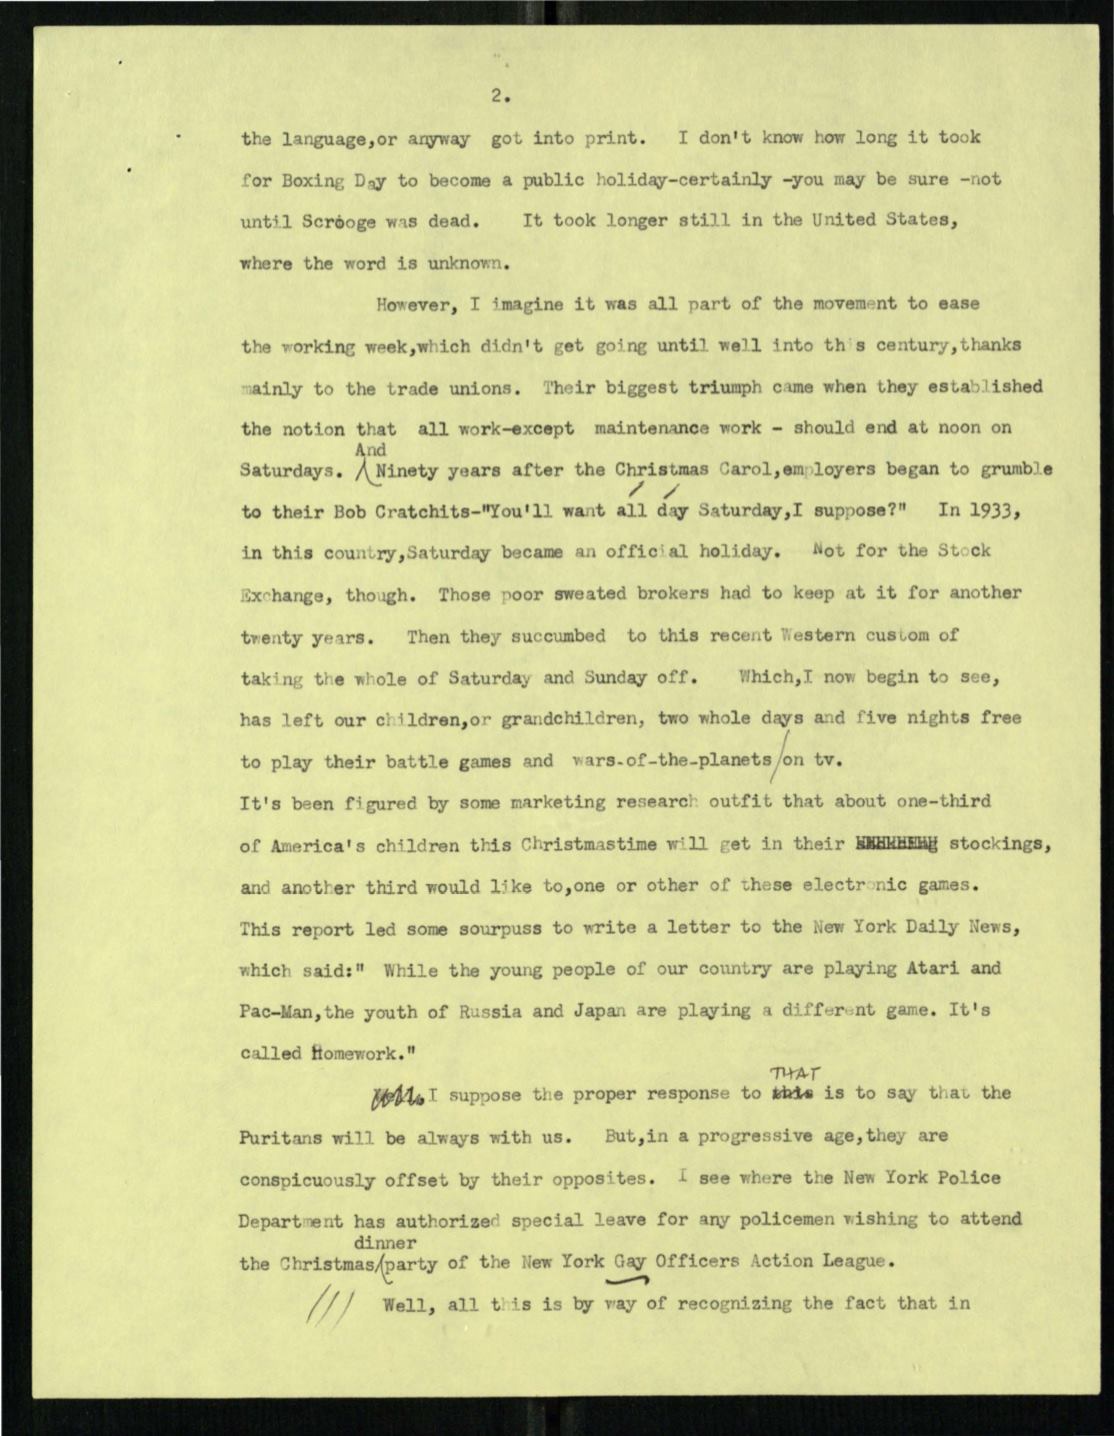 2.
the language,or anyway got into print. I don't know how long it took
for Boxing Day to become a public holiday-certainly -you may be sure -not
until Scrooge was dead. It took longer still in the United States,
where the word is unknown.
However, I imagine it was all part of the movement to ease
the working week,which didn't get going until well into this century,thanks
mainly to the trade unions. Their biggest triumph came when they established
the notion that all work-except maintenance work - should end at noon on
And
Saturdays. Ninety years after the Christmas Carol,employers began to grumble
to their Bob Cratchits-"You'll want all day Saturday,I suppose?" In 1933,
in this country,Saturday became an official holiday. Not for the Stock
Exchange, though. Those poor sweated brokers had to keep at it for another
twenty years. Then they succumbed to this recent Western custom of
taking the whole of Saturday and Sunday off. Which,I now begin to see,
has left our children,or grandchildren, two whole days and five nights free
to play their battle games and wars-of-the-planets/on tv.
It's been figured by some marketing research outfit that about one-third
of America's children this Christmastime will get in their stockings,
and another third would like to,one or other of these electronic games.
This report led some sourpuss to write a letter to the New York Daily News,
which said:" While the young people of our country are playing Atari and
Pac-Man,the youth of Russia and Japan are playing a different game. It's
called Homework."
THAT
I suppose the proper response to this is to say that the
Puritans will be always with us. But,in a progressive age,they are
conspicuously offset by their opposites. I see where the New York Police
Department has authorized special leave for any policemen wishing to attend
dinner
the Christmas/party of the New York Gay Officers Action League.
Well, all this is by way of recognizing the fact that in